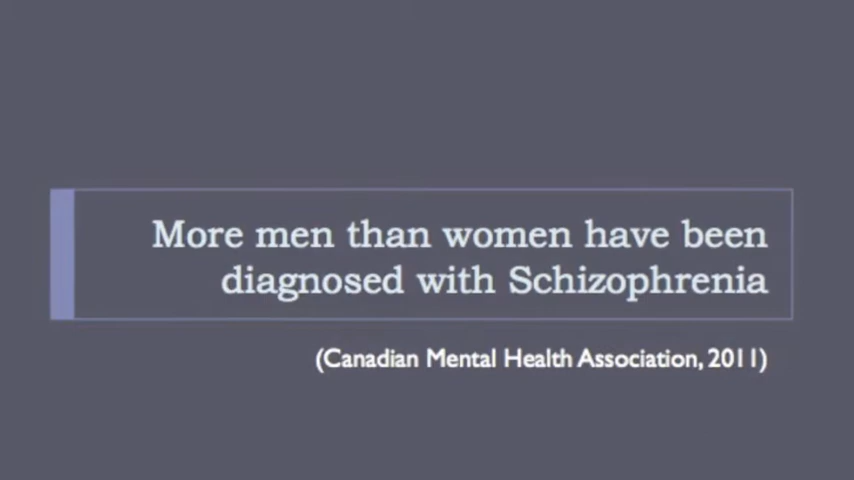 More men than women have been
diagnosed with Schizophrenia
(Canadian Mental Health Association, 2011)